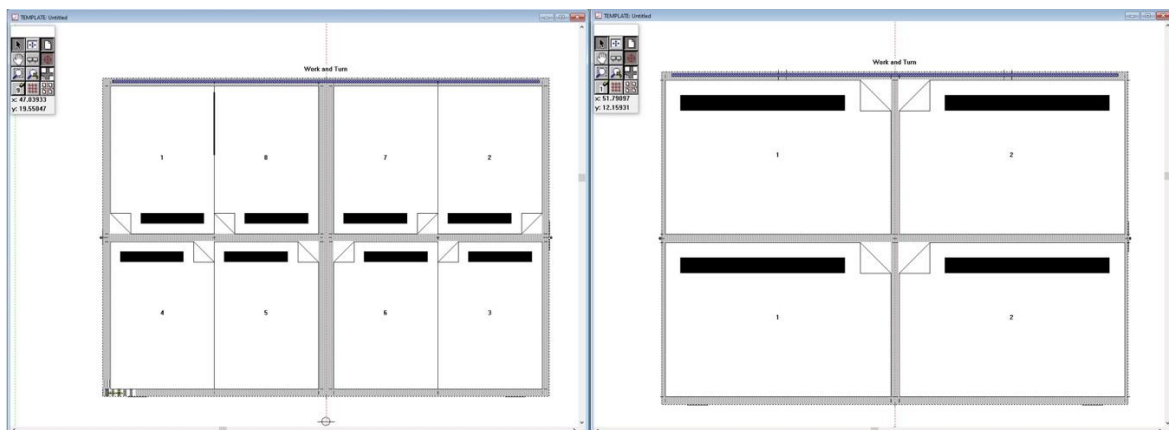 TEMPLATE: Untitled
Work and Turn
x: 47.03933
y: 19.55047
1 8 7 2
4 5 6 3
TEMPLATE: Untitled
Work and Turn
x: 51.79097
y: 12.15931
1 2
1 2